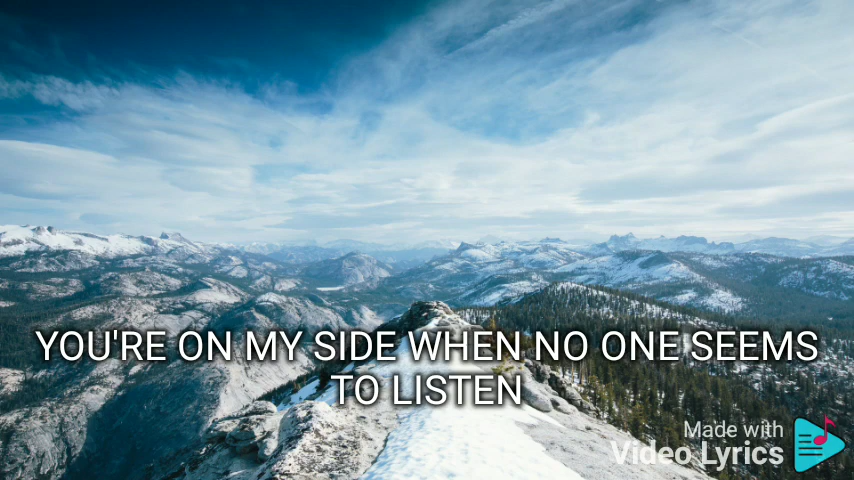 YOU'RE ON MY SIDE WHEN NO ONE SEEMS
TO LISTEN
Made with
Video Lyrics